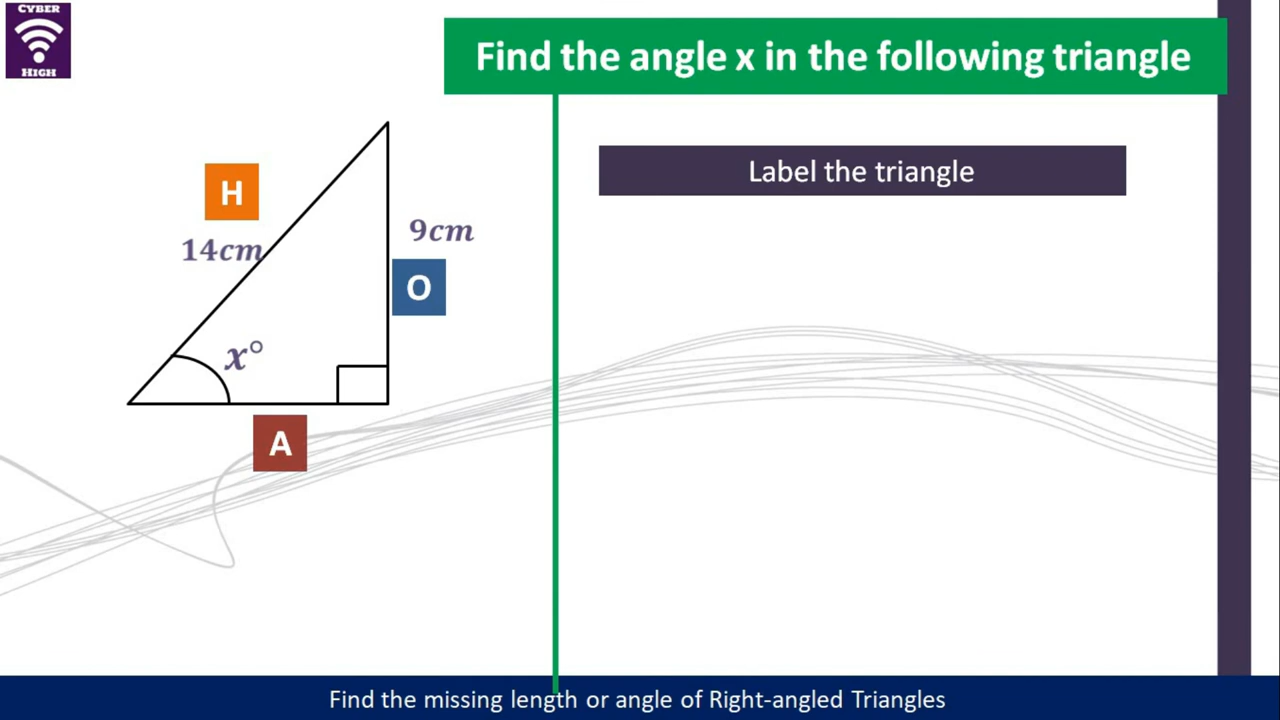 CYBER
HIGH
Find the angle x in the following triangle
Label the triangle
H
14cm
9cm
O
x°
A
Find the missing length or angle of Right-angled Triangles